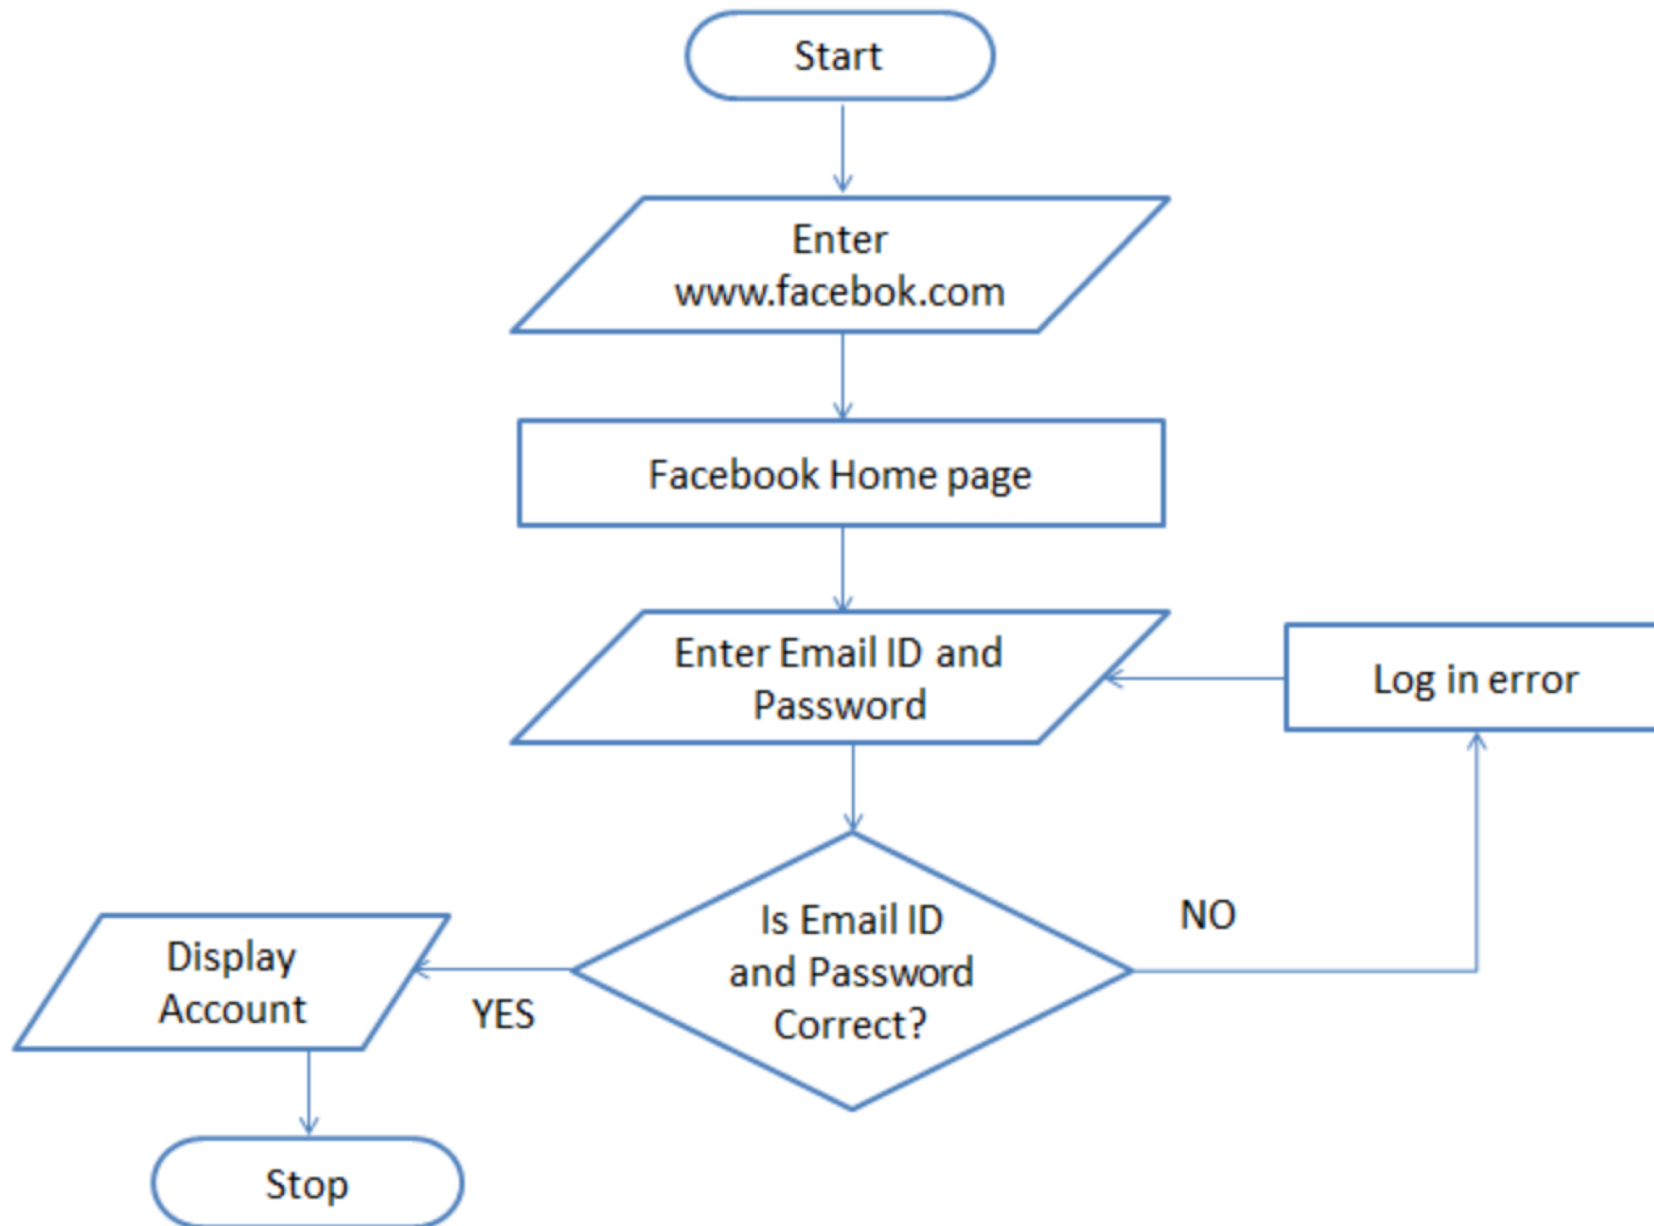 Start
Enter
www.facebok.com
Facebook Home page
Enter Email ID and
Password
Log in error
Is Email ID
and Password
Correct?
NO
YES
Display
Account
Stop